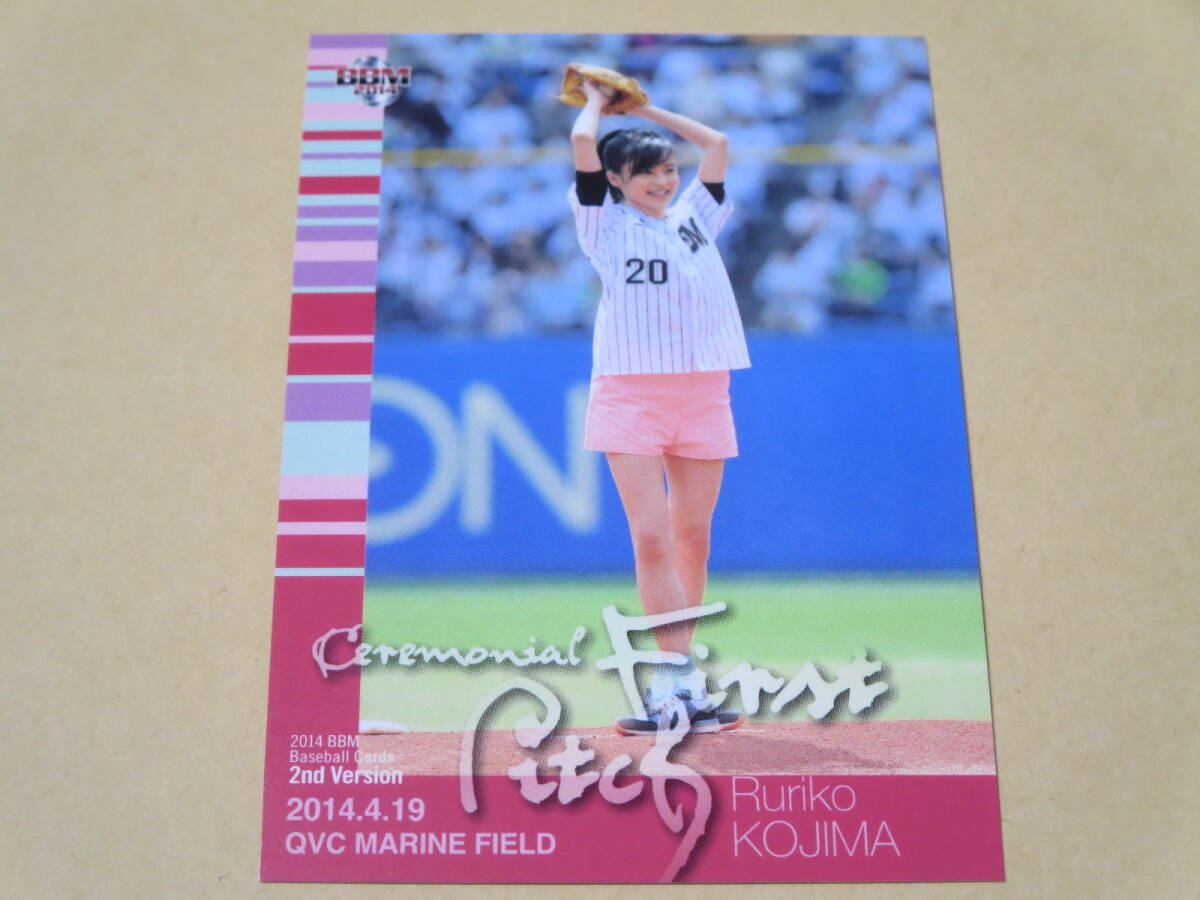 BBM
2014
M
20
ON
Ceremonial First
Pitch
2014 BBM
Baseball Cards
2nd Version
2014.4.19
QVC MARINE FIELD
Ruriko
KOJIMA